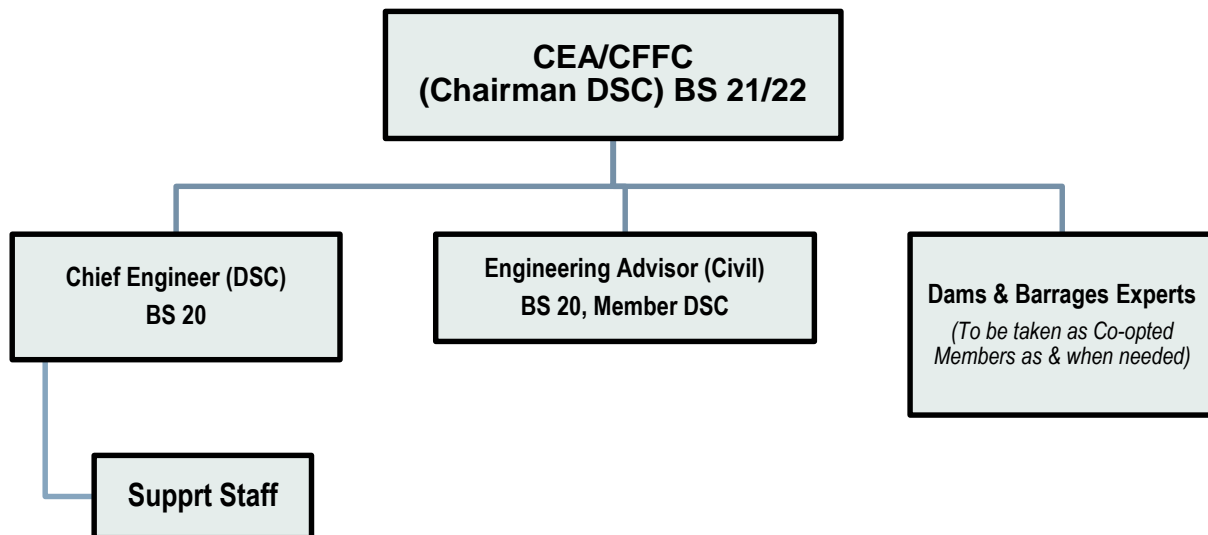 CEA/CFFC
(Chairman DSC) BS 21/22
Chief Engineer (DSC)
BS 20
Engineering Advisor (Civil)
BS 20, Member DSC
Dams & Barrages Experts
(To be taken as Co-opted
Members as & when needed)
Supprt Staff